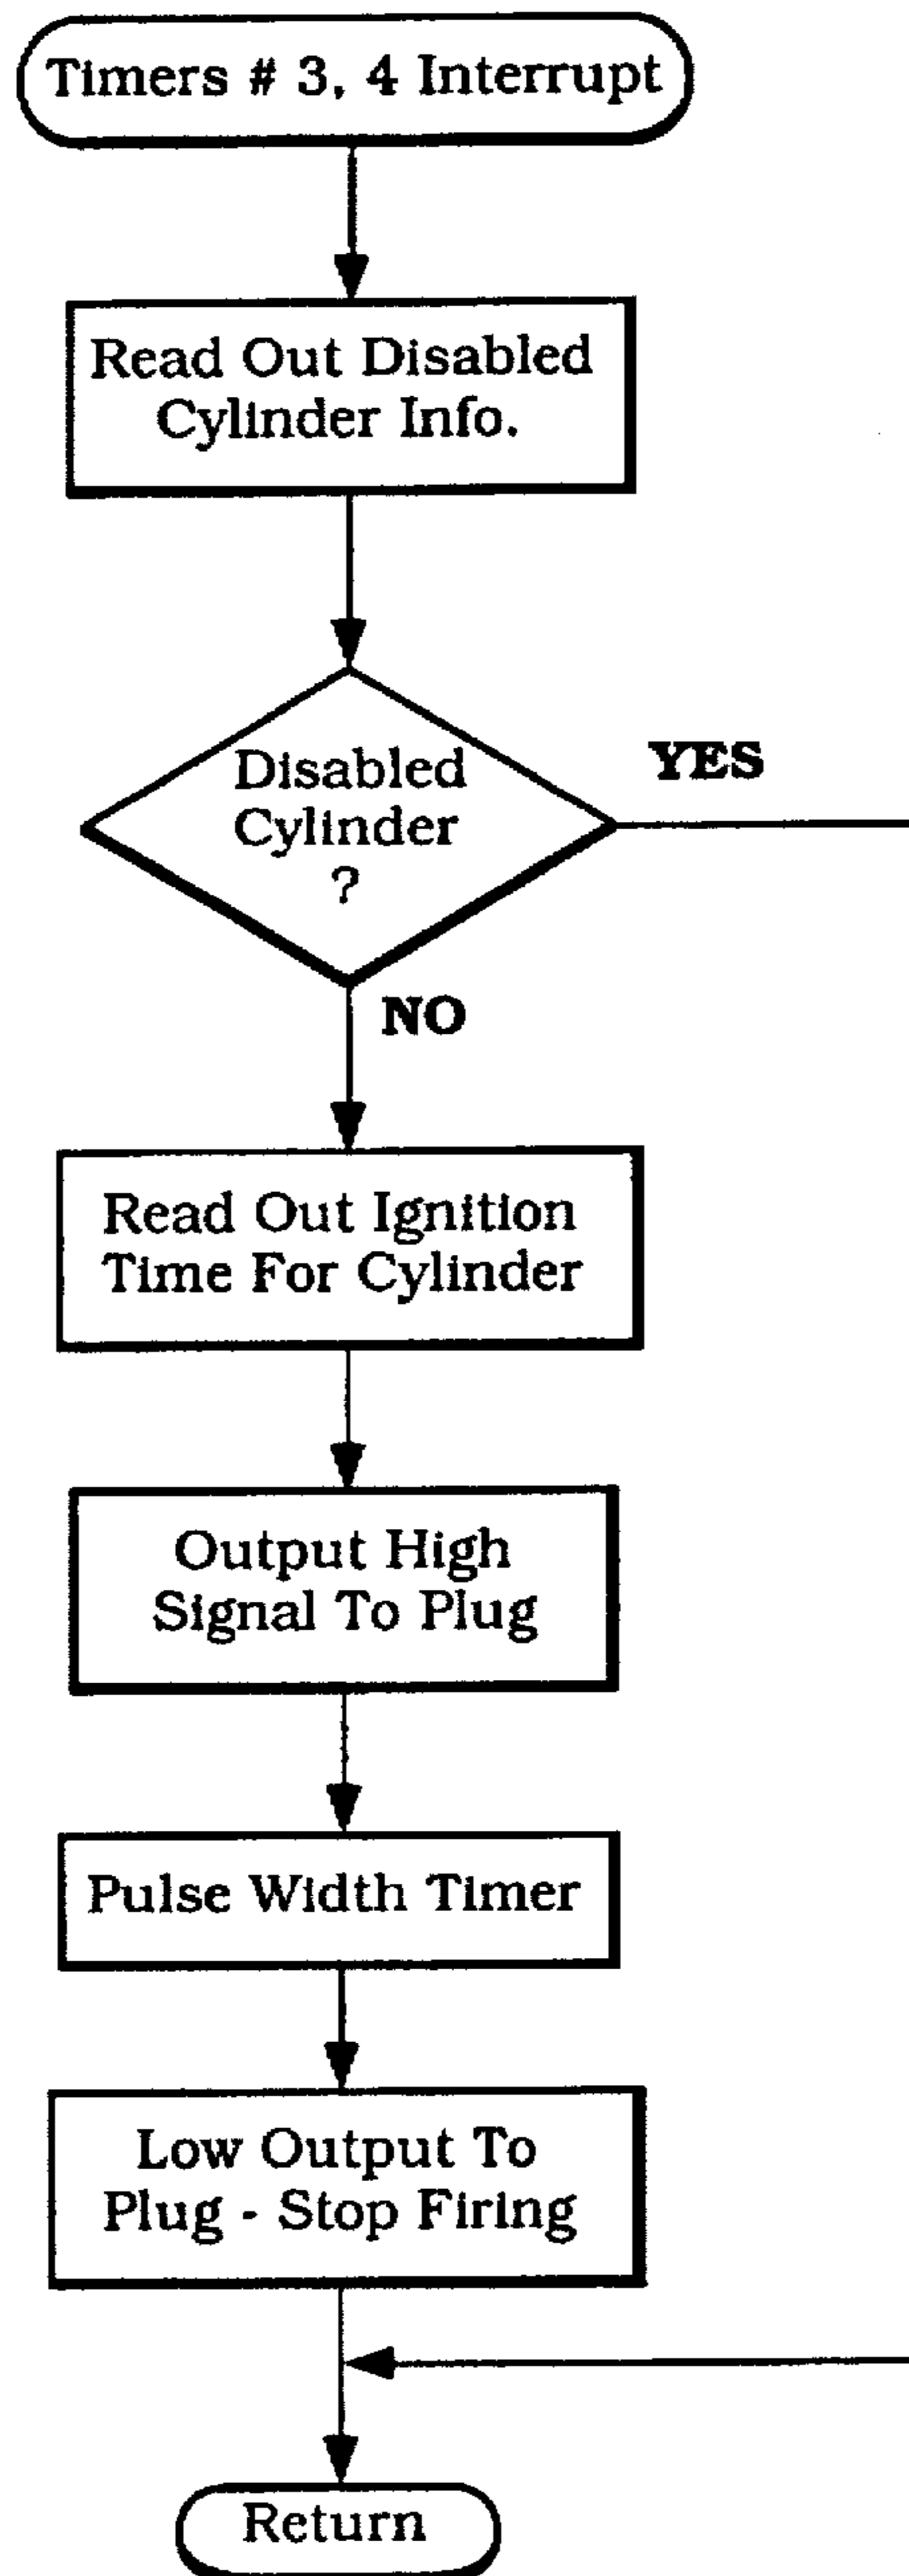 Timers # 3, 4 Interrupt
Read Out Disabled
Cylinder Info.
Disabled
Cylinder
?
YES
NO
Read Out Ignition
Time For Cylinder
Output High
Signal To Plug
Pulse Width Timer
Low Output To
Plug - Stop Firing
Return